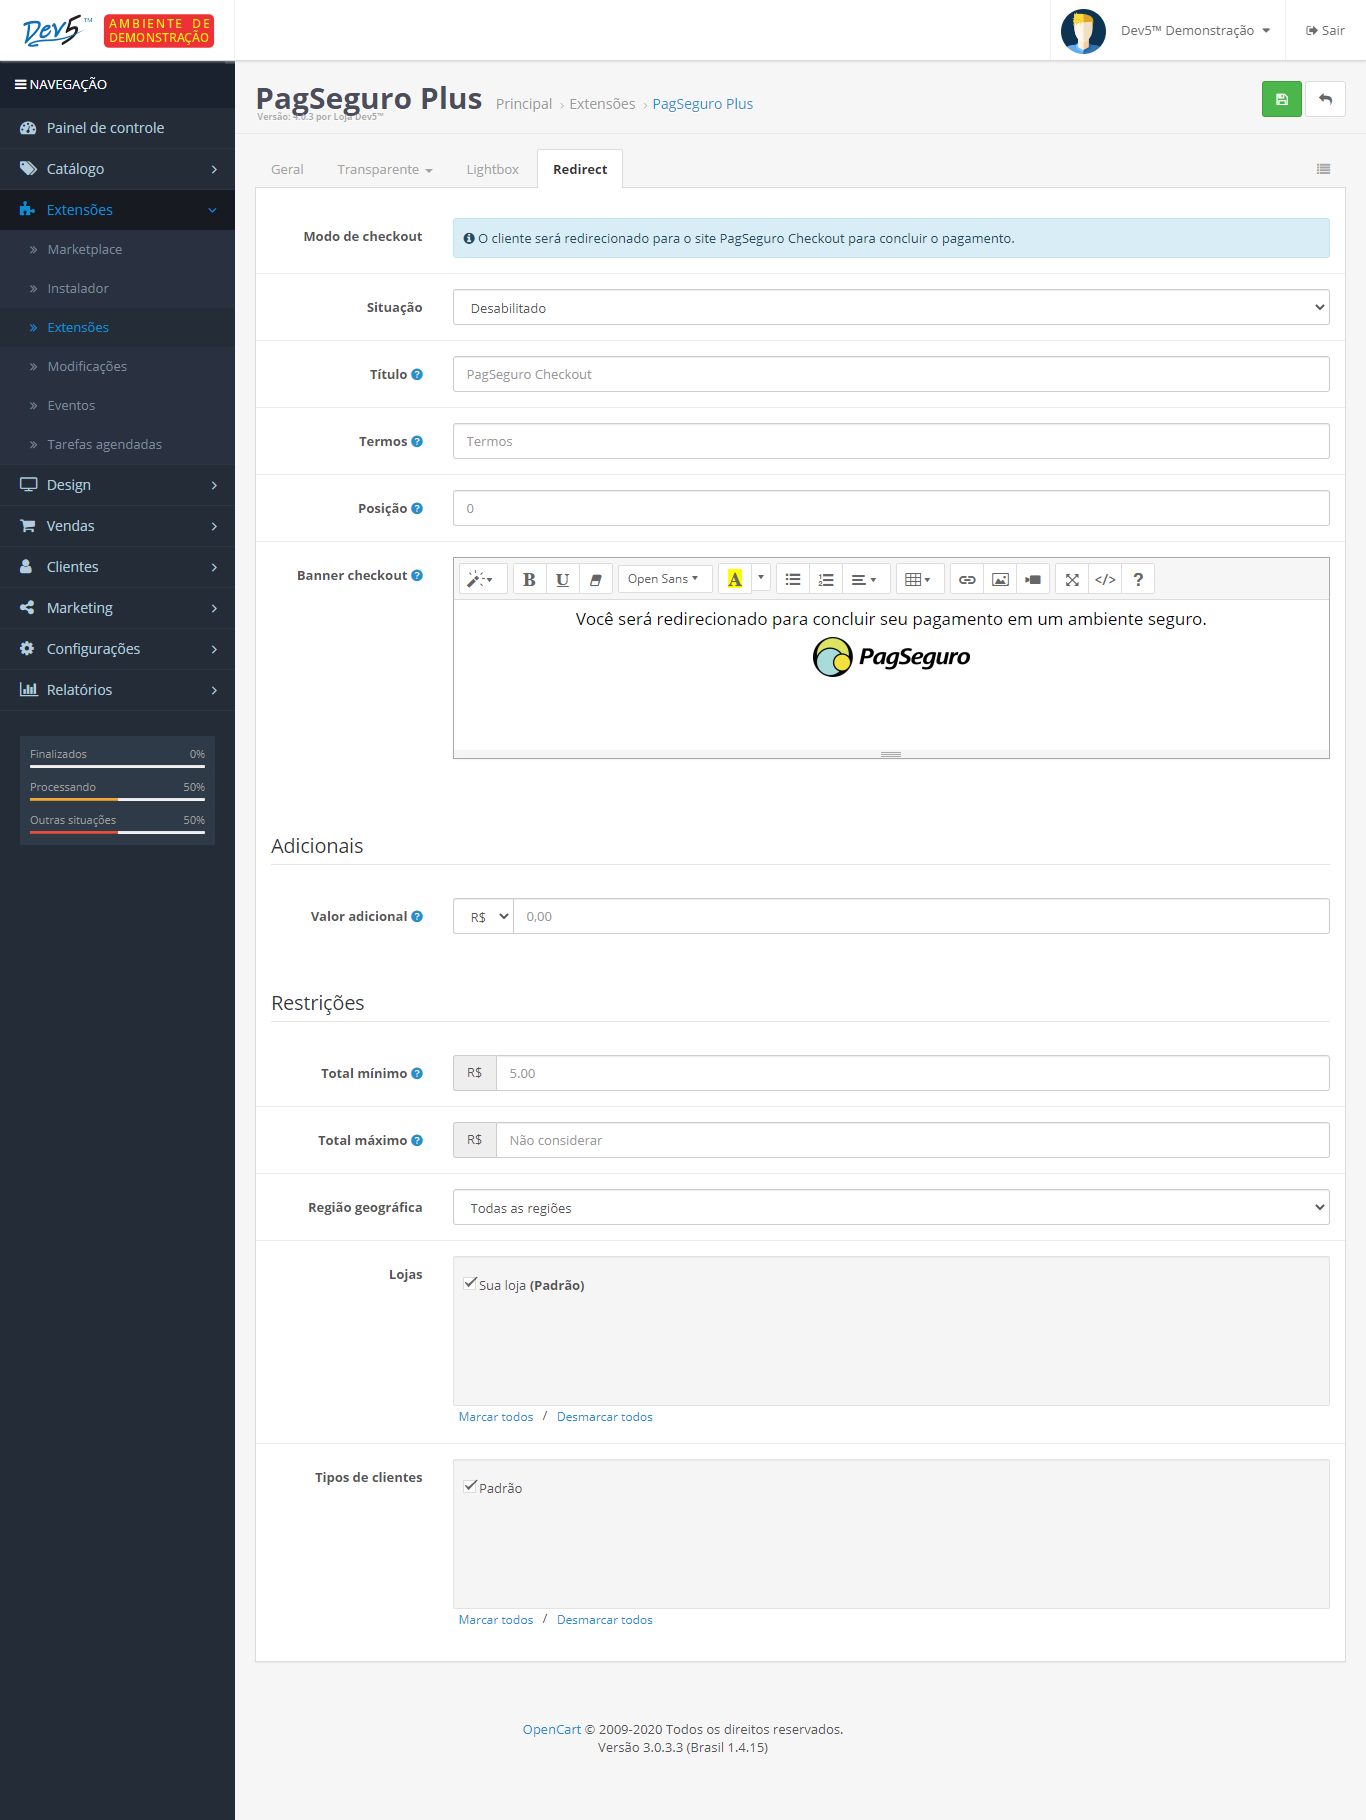 Dev5™
AMBIENTE DE
DEMONSTRAÇÃO
Dev5™ Demonstração
Sair
NAVEGAÇÃO
Painel de controle
Catálogo
Extensões
Marketplace
Instalador
Extensões
Modificações
Eventos
Tarefas agendadas
Design
Vendas
Clientes
Marketing
Configurações
Relatórios
Finalizados 0%
Processando 50%
Outras situações 50%
PagSeguro Plus
Principal › Extensões › PagSeguro Plus
Versão: 4.0.3 por Loja Dev5™
Geral Transparente Lightbox Redirect
Modo de checkout
O cliente será redirecionado para o site PagSeguro Checkout para concluir o pagamento.
Situação
Desabilitado
Título
PagSeguro Checkout
Termos
Termos
Posição
0
Banner checkout
B U Open Sans A </> ?
Você será redirecionado para concluir seu pagamento em um ambiente seguro.
PagSeguro
Adicionais
Valor adicional
R$ 0,00
Restrições
Total mínimo
R$ 5.00
Total máximo
R$ Não considerar
Região geográfica
Todas as regiões
Lojas
Sua loja (Padrão)
Marcar todos / Desmarcar todos
Tipos de clientes
Padrão
Marcar todos / Desmarcar todos
OpenCart © 2009-2020 Todos os direitos reservados.
Versão 3.0.3.3 (Brasil 1.4.15)